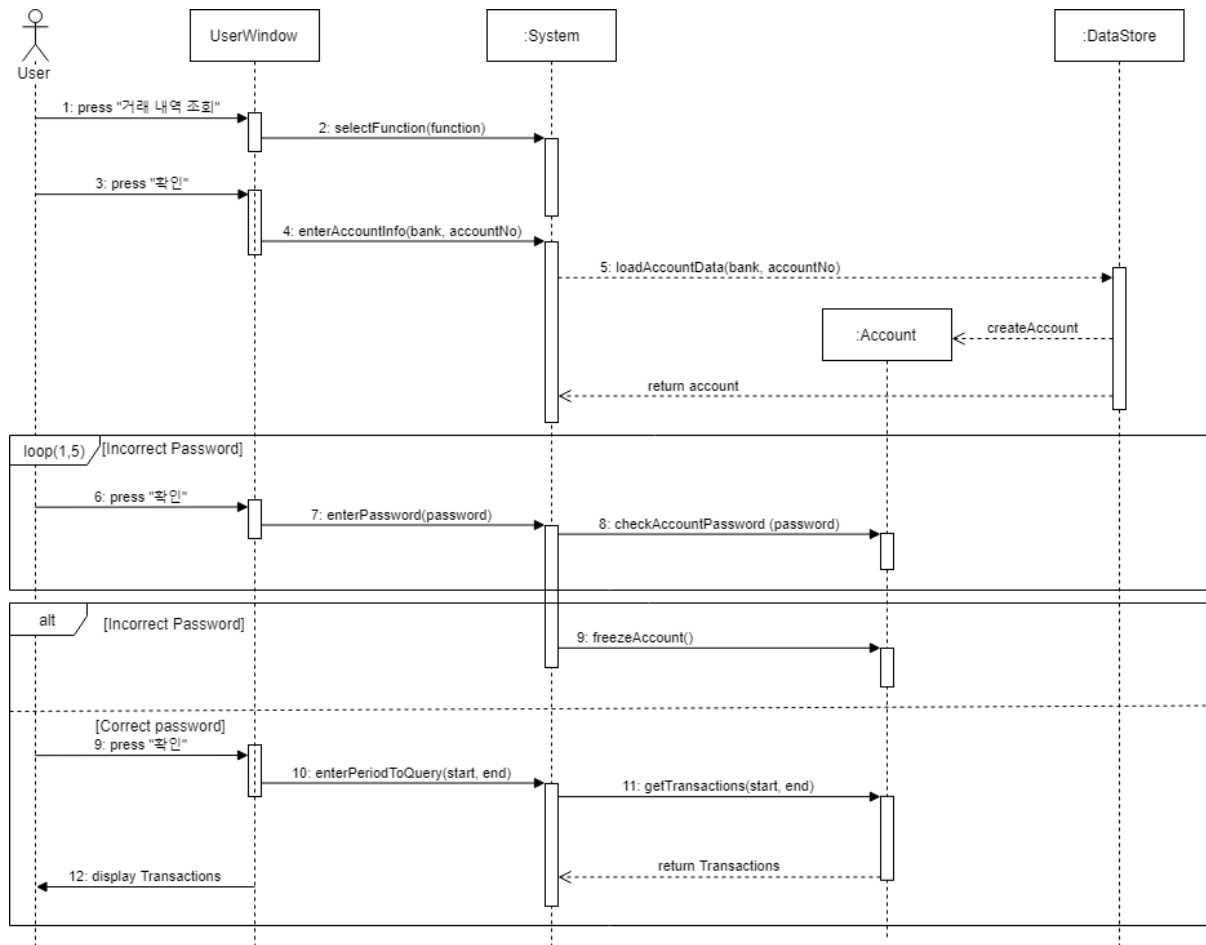 User
UserWindow
:System
:DataStore
1: press "거래 내역 조회"
2: selectFunction(function)
3: press "확인"
4: enterAccountInfo(bank, accountNo)
5: loadAccountData(bank, accountNo)
:Account
createAccount
return account
loop(1,5)
[Incorrect Password]
6: press "확인"
7: enterPassword(password)
8: checkAccountPassword (password)
alt
[Incorrect Password]
9: freezeAccount()
[Correct password]
9: press "확인"
10: enterPeriodToQuery(start, end)
11: getTransactions(start, end)
return Transactions
12: display Transactions